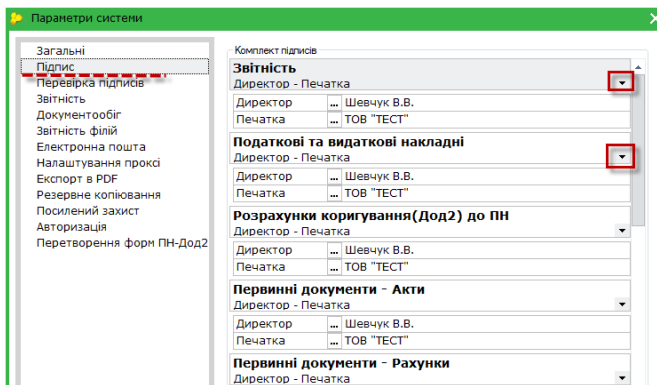 Параметри системи
Загальні
Підпис
Перевірка підписів
Звітність
Документообіг
Звітність філій
Електронна пошта
Налаштування проксі
Експорт в PDF
Резервне копіювання
Посилений захист
Авторизація
Перетворення форм ПН-Дод2
Комплект підписів
Звітність
Директор - Печатка
Директор ... Шевчук В.В.
Печатка ... ТОВ "ТЕСТ"
Податкові та видаткові накладні
Директор - Печатка
Директор ... Шевчук В.В.
Печатка ... ТОВ "ТЕСТ"
Розрахунки коригування(Дод2) до ПН
Директор - Печатка
Директор ... Шевчук В.В.
Печатка ... ТОВ "ТЕСТ"
Первинні документи - Акти
Директор - Печатка
Директор ... Шевчук В.В.
Печатка ... ТОВ "ТЕСТ"
Первинні документи - Рахунки
Директор - Печатка